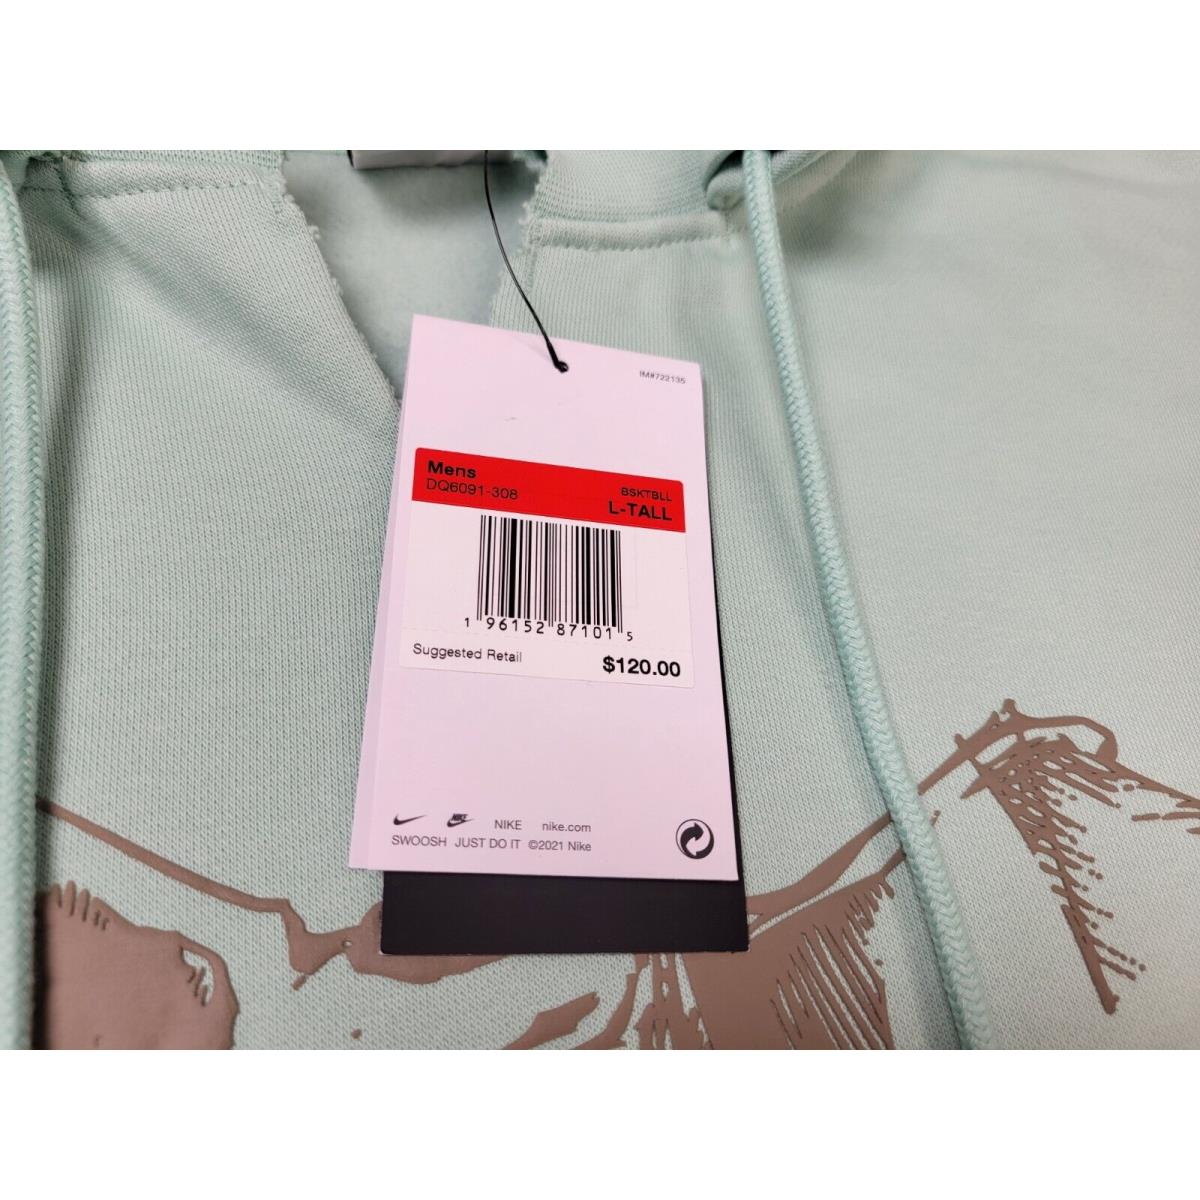 IM#722135
Mens
DQ6091-308
BSKTBLL
L-TALL
1 96152 87101 5
Suggested Retail
$120.00
NIKE
NIKE nike.com
SWOOSH JUST DO IT ©2021 Nike